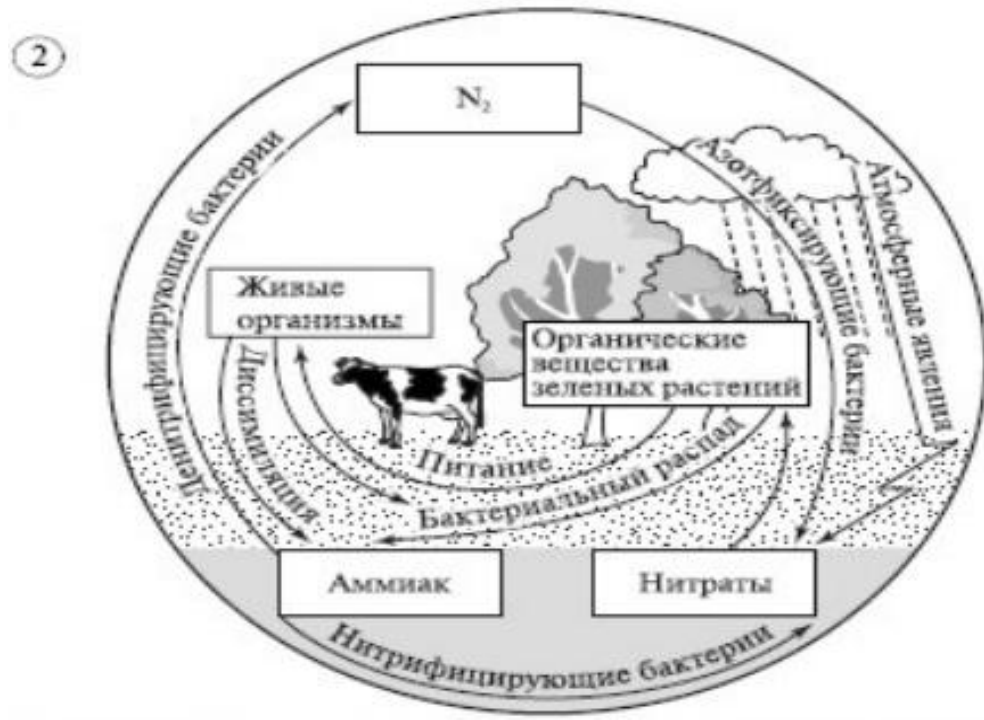 2
N₂
Азотфиксирующие бактерии
Атмосферные явления
Денитрифицирующие бактерии
Живые
организмы
Органические
вещества
зеленых растений
Диссимиляция
Питание
Бактериальный распад
Аммиак
Нитраты
Нитрифицирующие бактерии